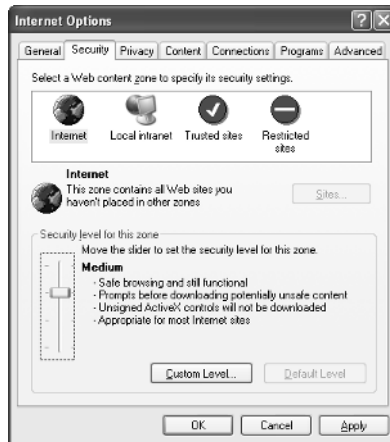 Internet Options
General Security Privacy Content Connections Programs Advanced
Select a Web content zone to specify its security settings.
Internet Local intranet Trusted sites Restricted
sites
Internet
This zone contains all Web sites you
haven't placed in other zones
Sites...
Security level for this zone
Move the slider to set the security level for this zone.
Medium
- Safe browsing and still functional
- Prompts before downloading potentially unsafe content
- Unsigned ActiveX controls will not be downloaded
- Appropriate for most Internet sites
Custom Level... Default Level
OK Cancel Apply